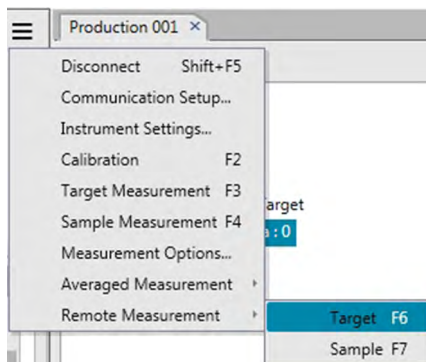 Production 001 ×
Disconnect Shift+F5
Communication Setup...
Instrument Settings...
Calibration F2
Target Measurement F3
Sample Measurement F4
Measurement Options...
Averaged Measurement
Remote Measurement
Target F6
Sample F7